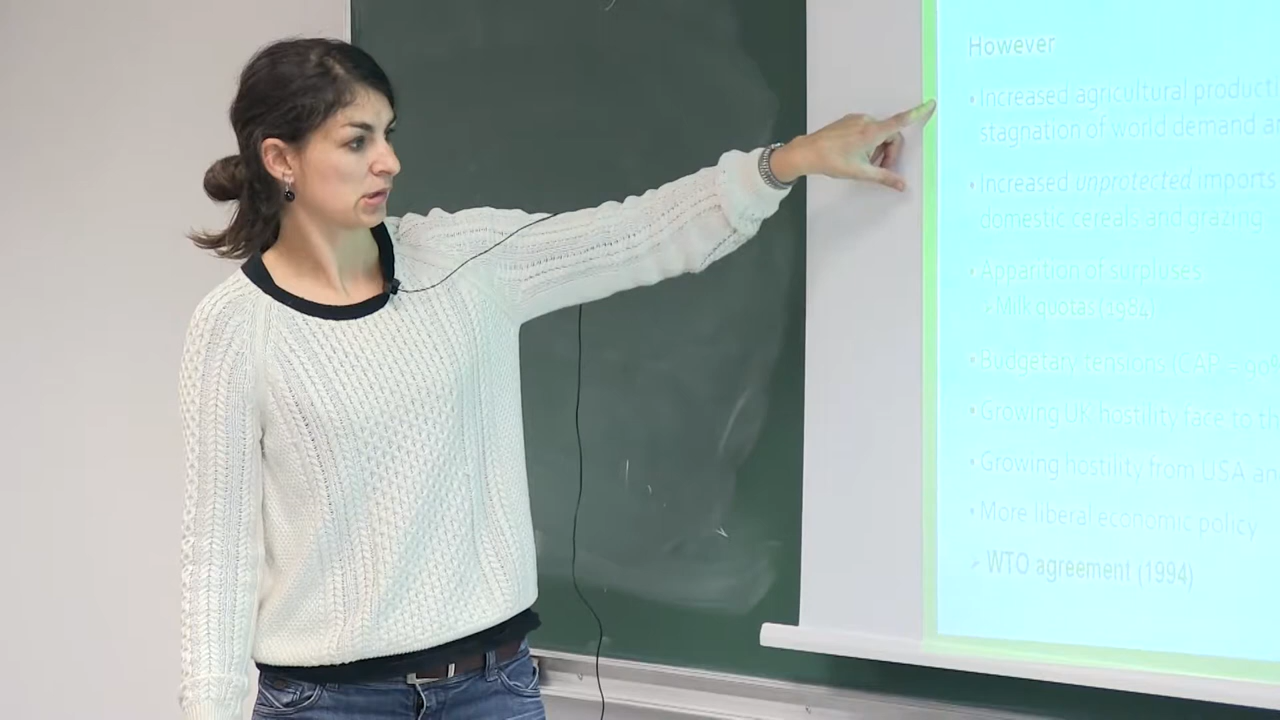 However
• Increased agricultural product
stagnation of world demand a
• Increased unprotected imports
domestic cereals and grazing
• Apparition of surpluses
➢ Milk quotas (1984)
• Budgetary tensions (CAP = 90%
• Growing UK hostility face to th
• Growing hostility from USA an
• More liberal economic policy
➢ WTO agreement (1994)